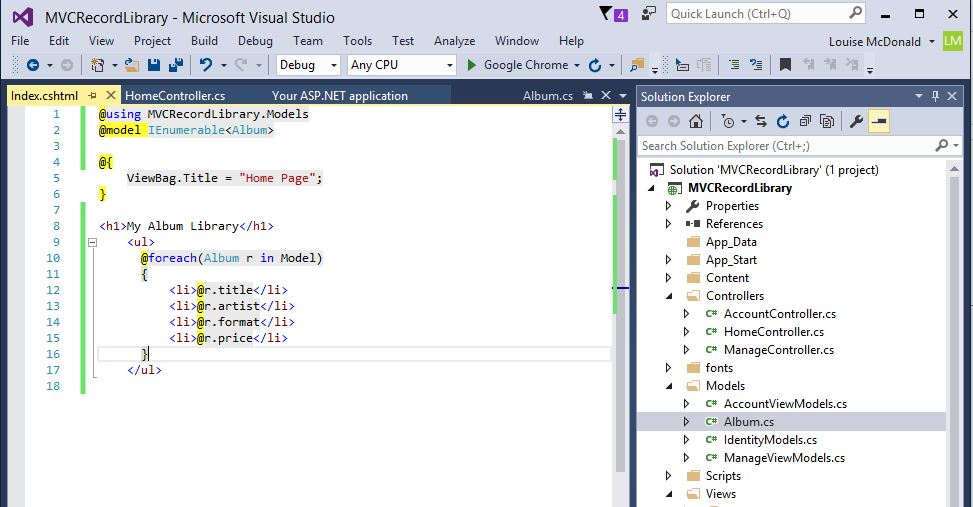 MVCRecordLibrary - Microsoft Visual Studio
4
Quick Launch (Ctrl+Q)
File Edit View Project Build Debug Team Tools Test Analyze Window Help
Louise McDonald
LM
Debug Any CPU Google Chrome
Index.cshtml HomeController.cs Your ASP.NET application Album.cs
1 @using MVCRecordLibrary.Models
2 @model IEnumerable<Album>
3
4 @{
5 ViewBag.Title = "Home Page";
6 }
7
8 <h1>My Album Library</h1>
9 <ul>
10 @foreach(Album r in Model)
11 {
12 <li>@r.title</li>
13 <li>@r.artist</li>
14 <li>@r.format</li>
15 <li>@r.price</li>
16 }
17 </ul>
18
Solution Explorer
Search Solution Explorer (Ctrl+;)
Solution 'MVCRecordLibrary' (1 project)
MVCRecordLibrary
Properties
References
App_Data
App_Start
Content
Controllers
C# AccountController.cs
C# HomeController.cs
C# ManageController.cs
fonts
Models
C# AccountViewModels.cs
C# Album.cs
C# IdentityModels.cs
C# ManageViewModels.cs
Scripts
Views